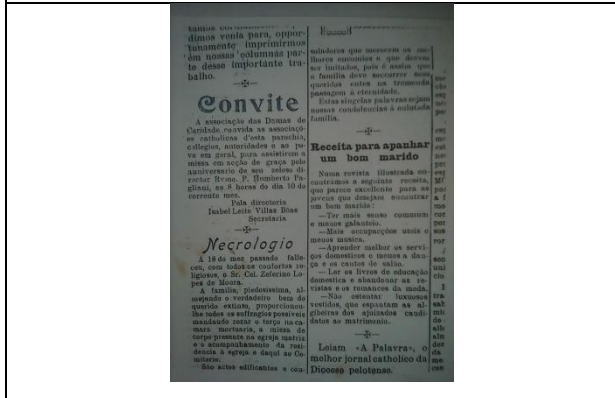 dimos venia para, oppor-
tunamente imprimirmos
em nossas columnas par-
te desse importante tra-
balho.
Convite
A associação das Damas de
Caridade convida as associaçõ-
es catholicas d'esta parochia,
collegios, autoridades e ao po-
vo em geral, para assistirem a
missa em acção de graça pelo
anniversario de seu zeloso di-
rector Rvmo. P. Humberto Pa-
gliani, as 8 horas do dia 10 do
corrente mez.
Pela directoria
Isabel Leite Villas Bôas
Secretaria
Necrologio
A 18 do mez passado falle-
ceu, com todos os confortos re-
ligiosos, o Sr. Cel. Zeferino Lo-
pes de Moura.
A familia, piedosissima, al-
mejando o verdadeiro bem do
querido extinto, proporcionou-
lhe todos os suffragios possiveis
mandando rezar o terço na ca-
mara mortuaria, a missa de
corpo presente na egreja matriz
e o acompanhamento da resi-
dencia à egreja e daqui ao Ce-
miterio.
São actos edificantes e con-
soladores que merecem os me-
lhores encomios e que devem
ser imitados, pois é assim que
a familia deve soccorrer seus
queridos entes na tremenda
passagem á eternidade.
Estas singelas palavras sejam
nossas condolencias á enlutada
familia.
Receita para apanhar
um bom marido
Numa revista illustrada en-
contramos a seguinte receita,
que parece excellente para as
jovens que desejam encontrar
um bom marido:
—Ter mais senso commum
e menos galanteio.
—Mais occupacções uteis e
menos musica.
—Aprender melhor os servi-
ços domesticos e menos a dan-
ça e os cantos de salão.
—Ler os livros de educação
domestica e abandonar as re-
vistas e os romances da moda.
—Não ostentar luxuosos
vestidos, que espantam as al-
gibeiras dos ajuizados candi-
datos ao matrimonio.
Leiam «A Palavra», o
melhor jornal catholico da
Diocese pelotense.